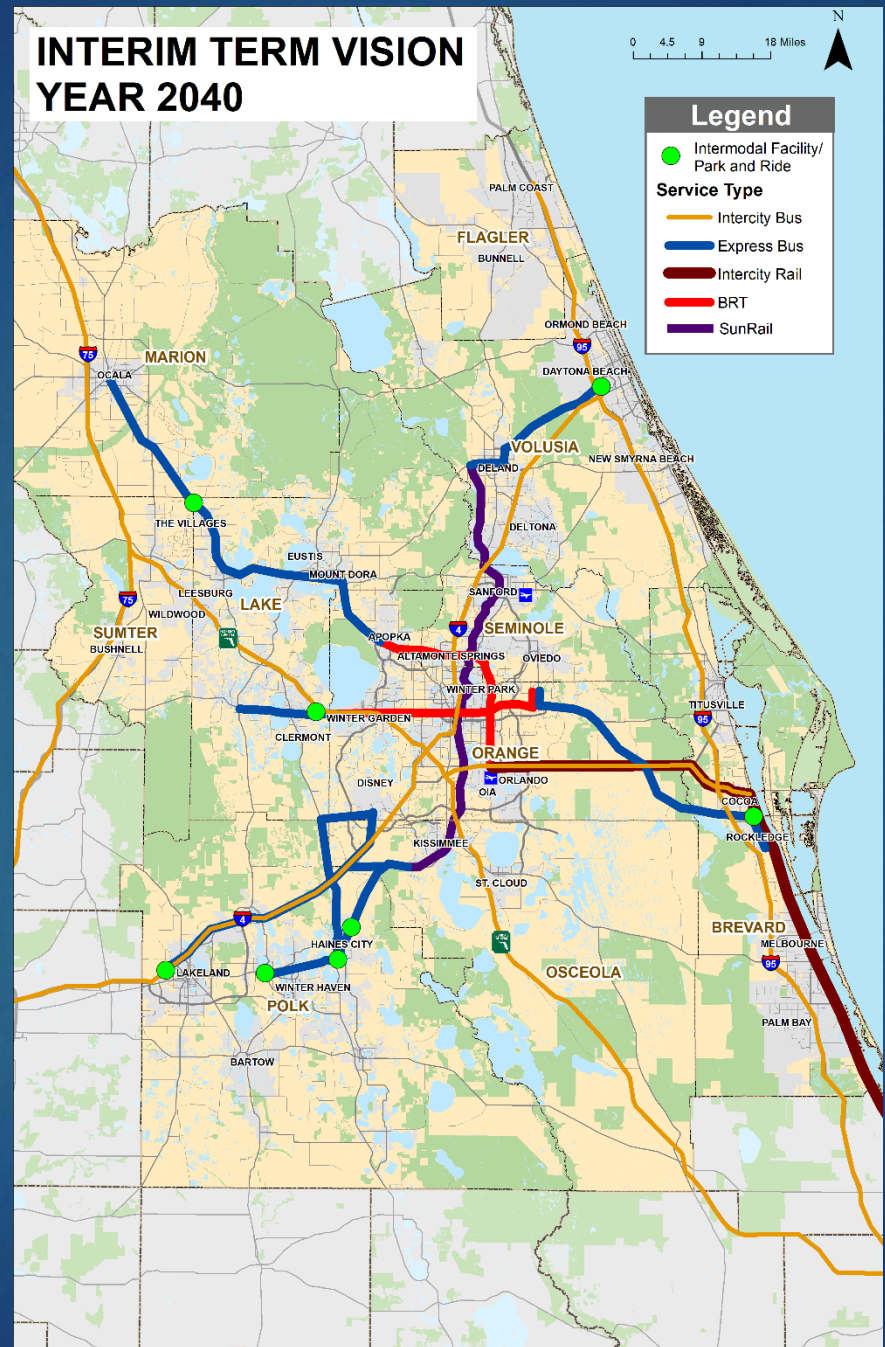 INTERIM TERM VISION
YEAR 2040
N
0 4.5 9 18 Miles
Legend
Intermodal Facility/
Park and Ride
Service Type
Intercity Bus
Express Bus
Intercity Rail
BRT
SunRail
PALM COAST
FLAGLER
BUNNELL
ORMOND BEACH
95
75
MARION
OCALA
DAYTONA BEACH
VOLUSIA
NEW SMYRNA BEACH
DELAND
THE VILLAGES
DELTONA
EUSTIS
MOUNT DORA
LEESBURG
SANFORD
75
LAKE
WILDWOOD
SUMTER
BUSHNELL
4
SEMINOLE
APOPKA
ALTAMONTE SPRINGS
OVIEDO
WINTER PARK
TITUSVILLE
95
WINTER GARDEN
CLERMONT
ORANGE
DISNEY
ORLANDO
OIA
COCOA
ROCKLEDGE
KISSIMMEE
ST. CLOUD
4
BREVARD
HAINES CITY
MELBOURNE
95
LAKELAND
OSCEOLA
WINTER HAVEN
POLK
PALM BAY
BARTOW